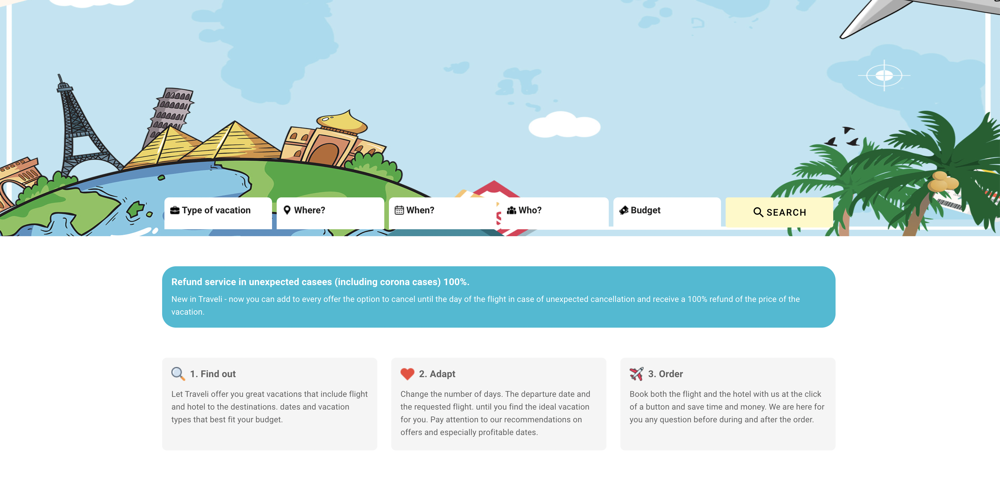 Type of vacation
Where?
When?
Who?
Budget
SEARCH
Refund service in unexpected casees (including corona cases) 100%.
New in Traveli - now you can add to every offer the option to cancel until the day of the flight in case of unexpected cancellation and receive a 100% refund of the price of the
vacation.
1. Find out
Let Traveli offer you great vacations that include flight
and hotel to the destinations. dates and vacation
types that best fit your budget.
2. Adapt
Change the number of days. The departure date and
the requested flight. until you find the ideal vacation
for you. Pay attention to our recommendations on
offers and especially profitable dates.
3. Order
Book both the flight and the hotel with us at the click
of a button and save time and money. We are here for
you any question before during and after the order.